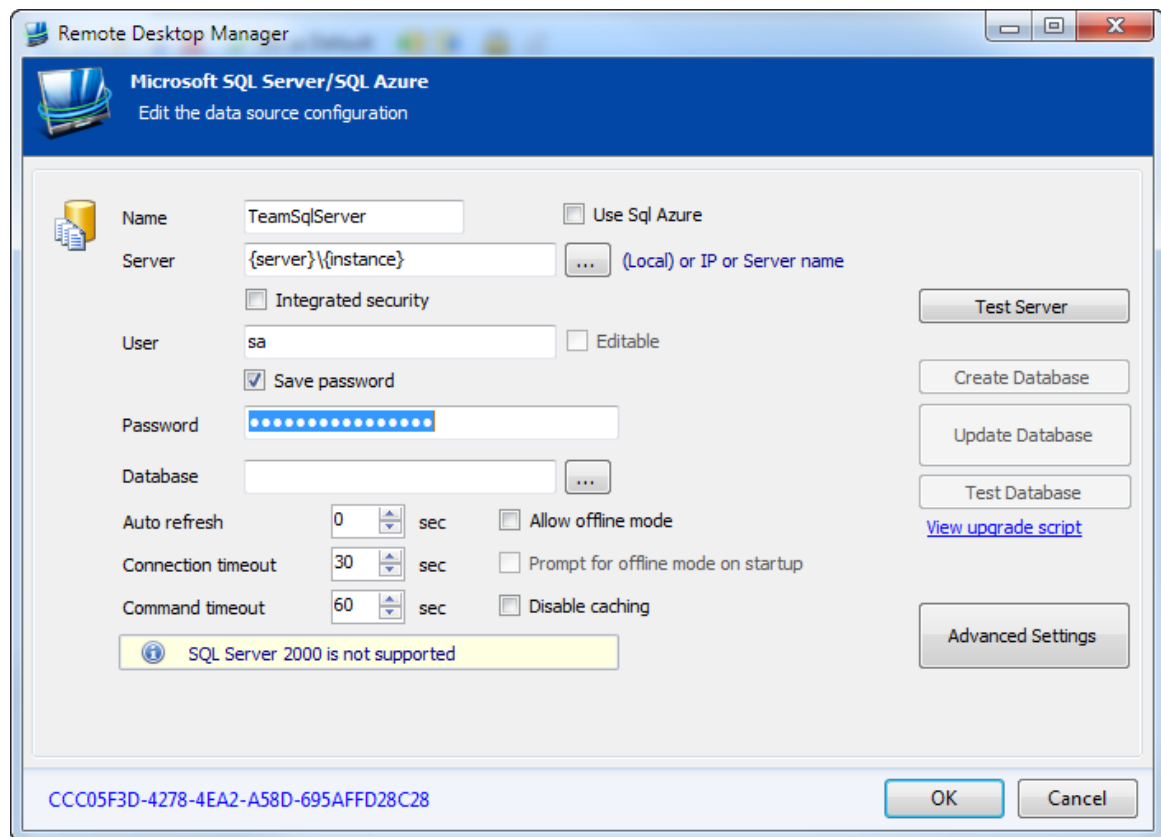 Remote Desktop Manager
Microsoft SQL Server/SQL Azure
Edit the data source configuration
Name TeamSqlServer Use Sql Azure
Server {server}\{instance} ... (Local) or IP or Server name
Integrated security
Test Server
User sa Editable
Save password
Create Database
Password ••••••••••••••••
Update Database
Database ...
Test Database
Auto refresh 0 sec Allow offline mode
View upgrade script
Connection timeout 30 sec Prompt for offline mode on startup
Command timeout 60 sec Disable caching
Advanced Settings
SQL Server 2000 is not supported
CCC05F3D-4278-4EA2-A58D-695AFFD28C28
OK Cancel